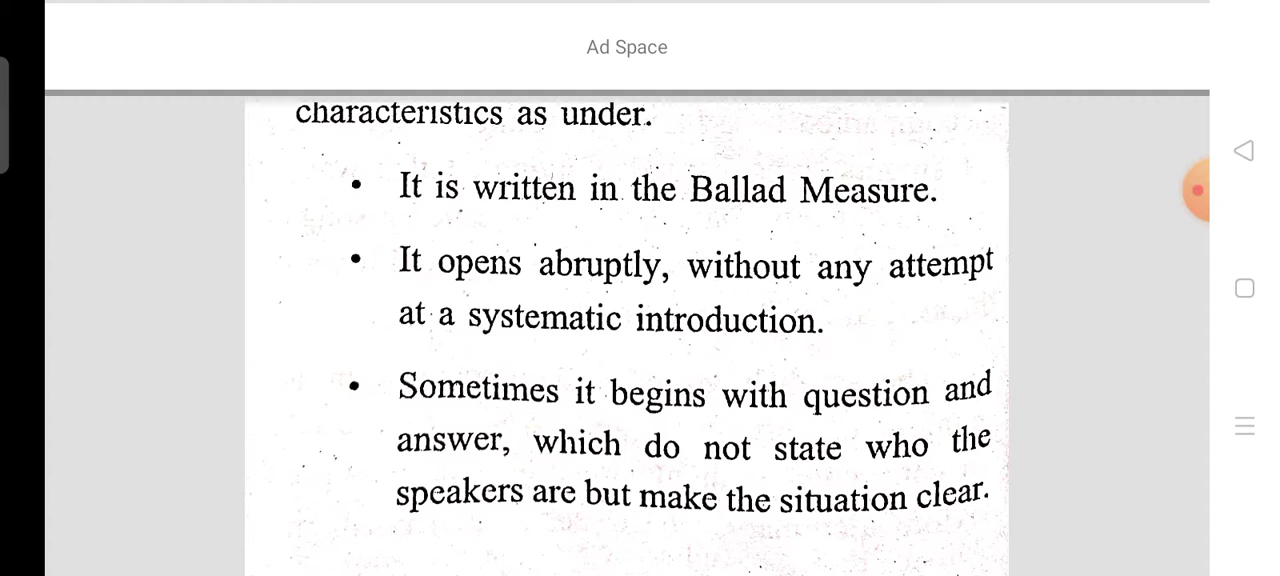 Ad Space
characteristics as under.
• It is written in the Ballad Measure.
• It opens abruptly, without any attempt
at a systematic introduction.
• Sometimes it begins with question and
answer, which do not state who the
speakers are but make the situation clear.